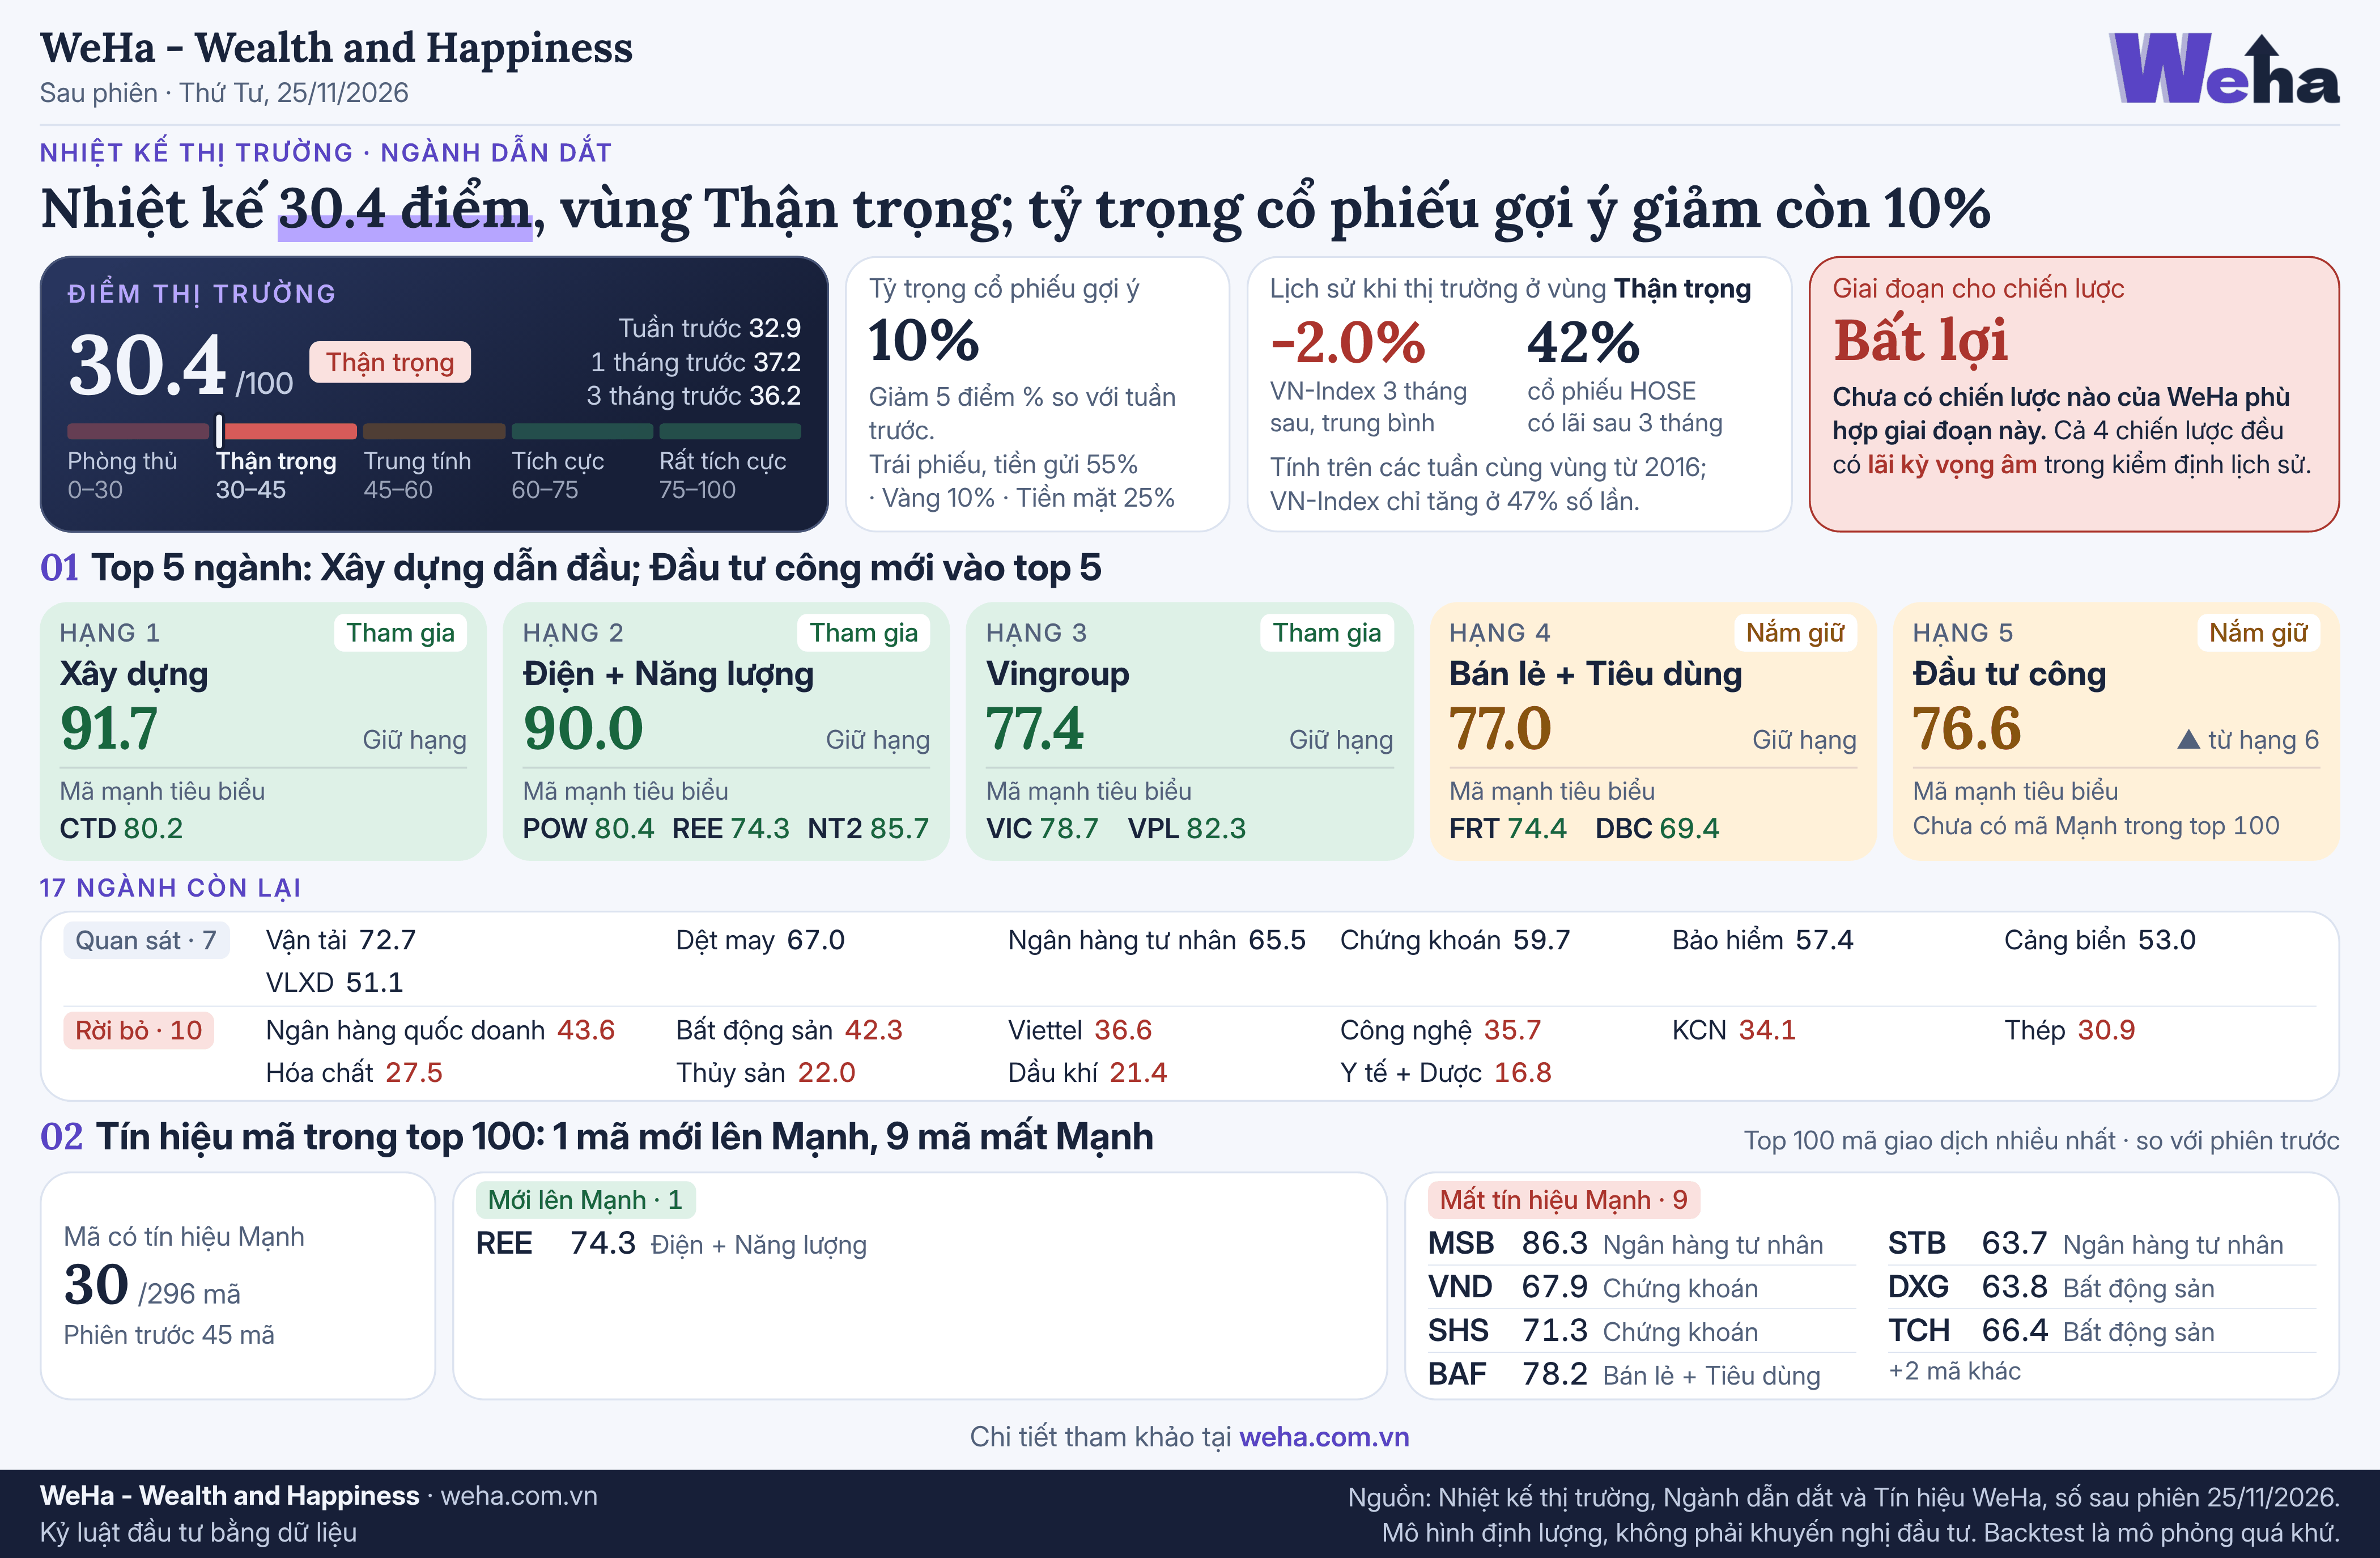 WeHa - Wealth and Happiness
Sau phiên · Thứ Tư, 25/11/2026
Weha
NHIỆT KẾ THỊ TRƯỜNG · NGÀNH DẪN DẮT
Nhiệt kế 30.4 điểm, vùng Thận trọng; tỷ trọng cổ phiếu gợi ý giảm còn 10%
ĐIỂM THỊ TRƯỜNG
30.4 /100 Thận trọng
Tuần trước 32.9
1 tháng trước 37.2
3 tháng trước 36.2
Phòng thủ Thận trọng Trung tính Tích cực Rất tích cực
0–30 30–45 45–60 60–75 75–100
Tỷ trọng cổ phiếu gợi ý
10%
Giảm 5 điểm % so với tuần
trước.
Trái phiếu, tiền gửi 55%
· Vàng 10% · Tiền mặt 25%
Lịch sử khi thị trường ở vùng Thận trọng
-2.0% 42%
VN-Index 3 tháng cổ phiếu HOSE
sau, trung bình có lãi sau 3 tháng
Tính trên các tuần cùng vùng từ 2016;
VN-Index chỉ tăng ở 47% số lần.
Giai đoạn cho chiến lược
Bất lợi
Chưa có chiến lược nào của WeHa phù
hợp giai đoạn này. Cả 4 chiến lược đều
có lãi kỳ vọng âm trong kiểm định lịch sử.
01 Top 5 ngành: Xây dựng dẫn đầu; Đầu tư công mới vào top 5
HẠNG 1 Tham gia
Xây dựng
91.7 Giữ hạng
Mã mạnh tiêu biểu
CTD 80.2
HẠNG 2 Tham gia
Điện + Năng lượng
90.0 Giữ hạng
Mã mạnh tiêu biểu
POW 80.4 REE 74.3 NT2 85.7
HẠNG 3 Tham gia
Vingroup
77.4 Giữ hạng
Mã mạnh tiêu biểu
VIC 78.7 VPL 82.3
HẠNG 4 Nắm giữ
Bán lẻ + Tiêu dùng
77.0 Giữ hạng
Mã mạnh tiêu biểu
FRT 74.4 DBC 69.4
HẠNG 5 Nắm giữ
Đầu tư công
76.6 ▲ từ hạng 6
Mã mạnh tiêu biểu
Chưa có mã Mạnh trong top 100
17 NGÀNH CÒN LẠI
Quan sát · 7 Vận tải 72.7 Dệt may 67.0 Ngân hàng tư nhân 65.5 Chứng khoán 59.7 Bảo hiểm 57.4 Cảng biển 53.0
VLXD 51.1
Rời bỏ · 10 Ngân hàng quốc doanh 43.6 Bất động sản 42.3 Viettel 36.6 Công nghệ 35.7 KCN 34.1 Thép 30.9
Hóa chất 27.5 Thủy sản 22.0 Dầu khí 21.4 Y tế + Dược 16.8
02 Tín hiệu mã trong top 100: 1 mã mới lên Mạnh, 9 mã mất Mạnh
Top 100 mã giao dịch nhiều nhất · so với phiên trước
Mã có tín hiệu Mạnh
30 /296 mã
Phiên trước 45 mã
Mới lên Mạnh · 1
REE 74.3 Điện + Năng lượng
Mất tín hiệu Mạnh · 9
MSB 86.3 Ngân hàng tư nhân STB 63.7 Ngân hàng tư nhân
VND 67.9 Chứng khoán DXG 63.8 Bất động sản
SHS 71.3 Chứng khoán TCH 66.4 Bất động sản
BAF 78.2 Bán lẻ + Tiêu dùng +2 mã khác
Chi tiết tham khảo tại weha.com.vn
WeHa - Wealth and Happiness · weha.com.vn
Kỷ luật đầu tư bằng dữ liệu
Nguồn: Nhiệt kế thị trường, Ngành dẫn dắt và Tín hiệu WeHa, số sau phiên 25/11/2026.
Mô hình định lượng, không phải khuyến nghị đầu tư. Backtest là mô phỏng quá khứ.